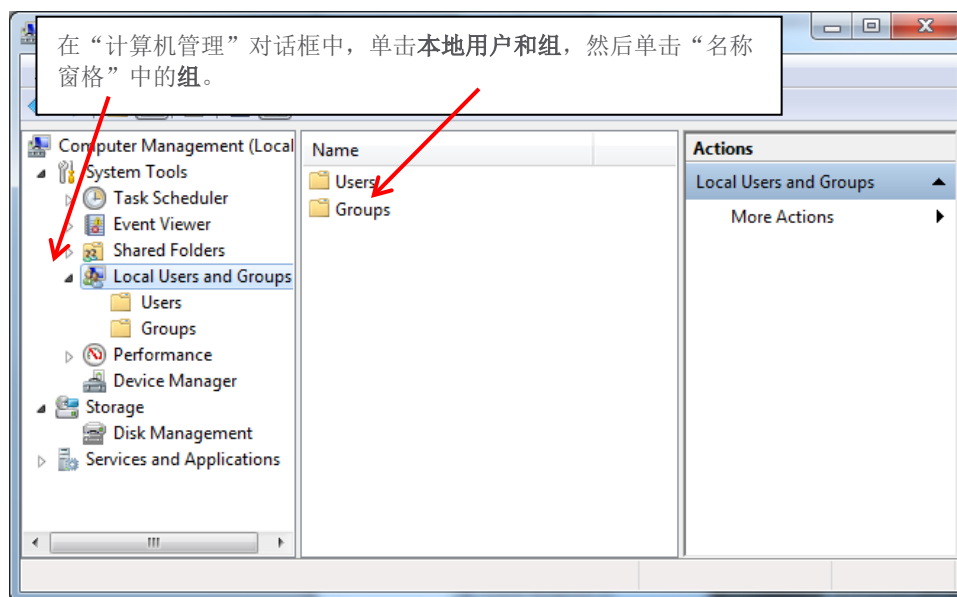 在“计算机管理”对话框中，单击本地用户和组，然后单击“名称
窗格”中的组。
Computer Management (Local
System Tools
Task Scheduler
Event Viewer
Shared Folders
Local Users and Groups
Users
Groups
Performance
Device Manager
Storage
Disk Management
Services and Applications
Name
Users
Groups
Actions
Local Users and Groups
More Actions